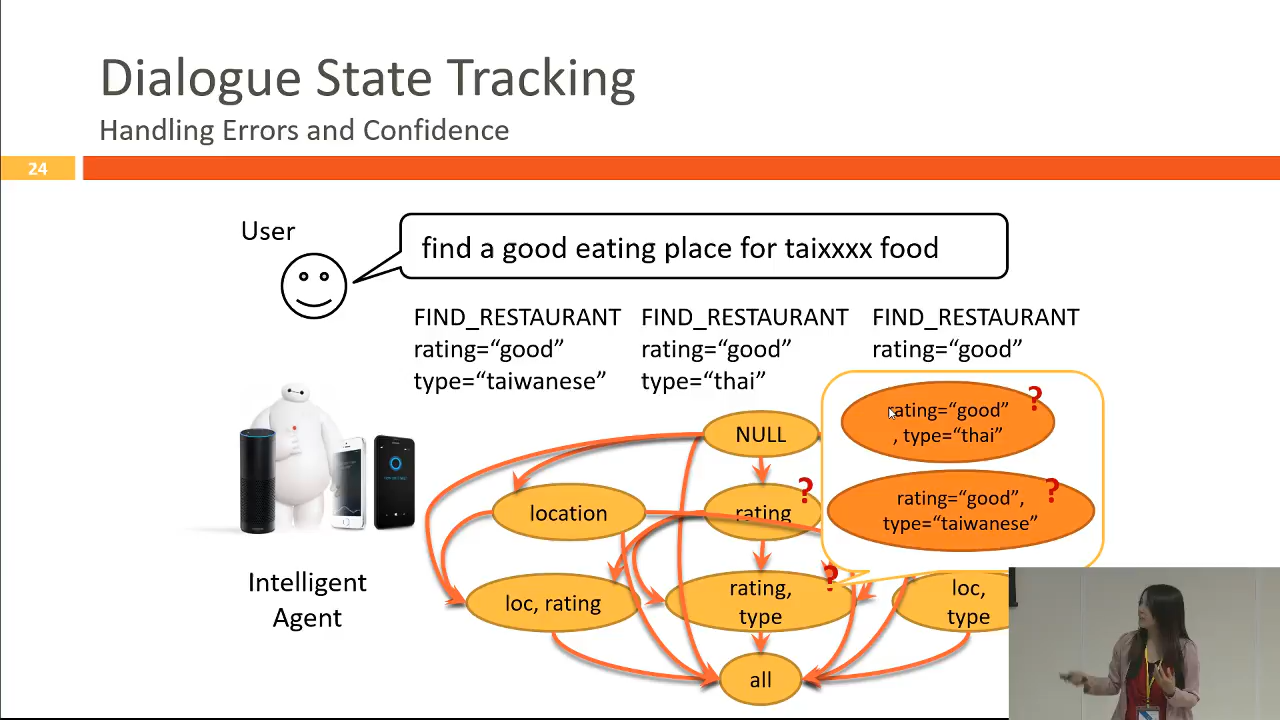 Dialogue State Tracking
Handling Errors and Confidence
24
User
find a good eating place for taixxxx food
FIND_RESTAURANT
rating=“good”
type=“taiwanese”
FIND_RESTAURANT
rating=“good”
type=“thai”
FIND_RESTAURANT
rating=“good”
rating=“good”
, type=“thai”
?
rating=“good”,
type=“taiwanese”
?
NULL
location
rating
?
loc, rating
rating,
type
?
loc,
type
all
Intelligent
Agent